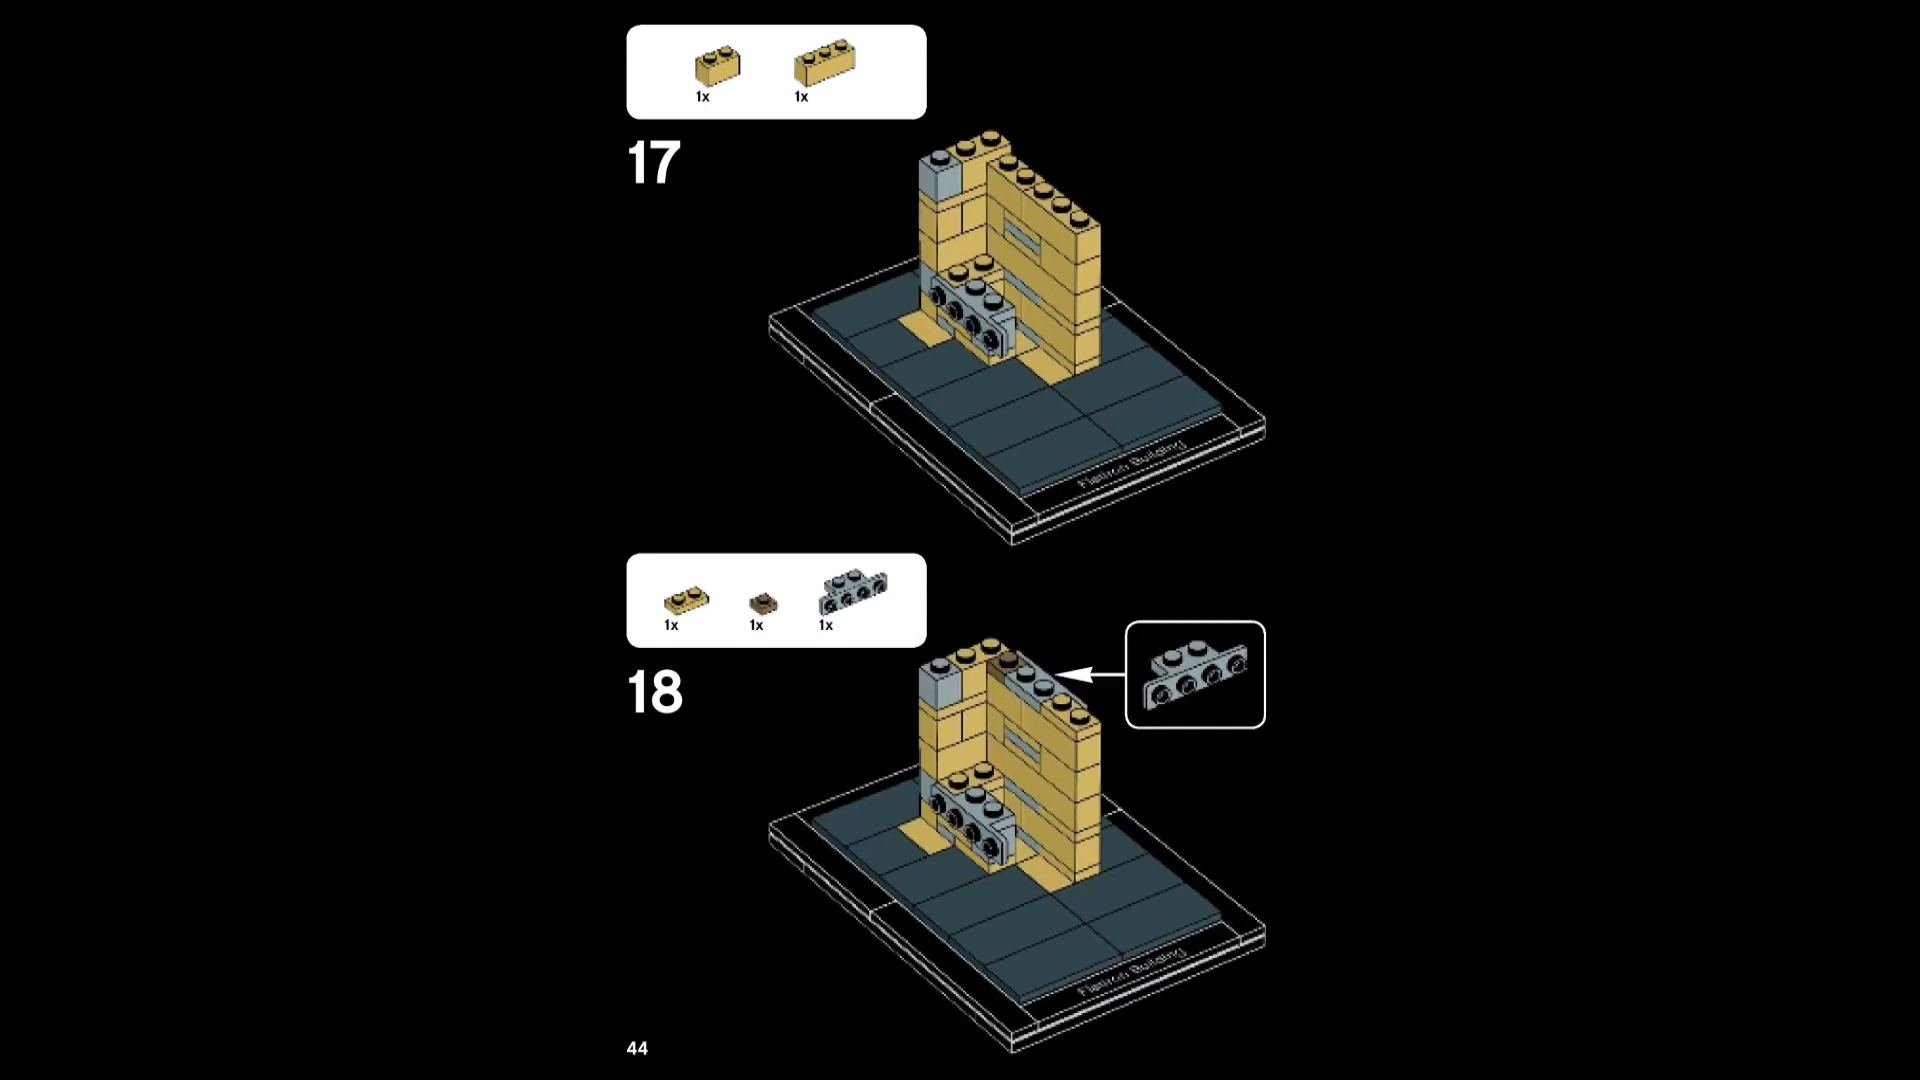 1x 1x
17
Flatiron Building
1x 1x 1x
18
Flatiron Building
44